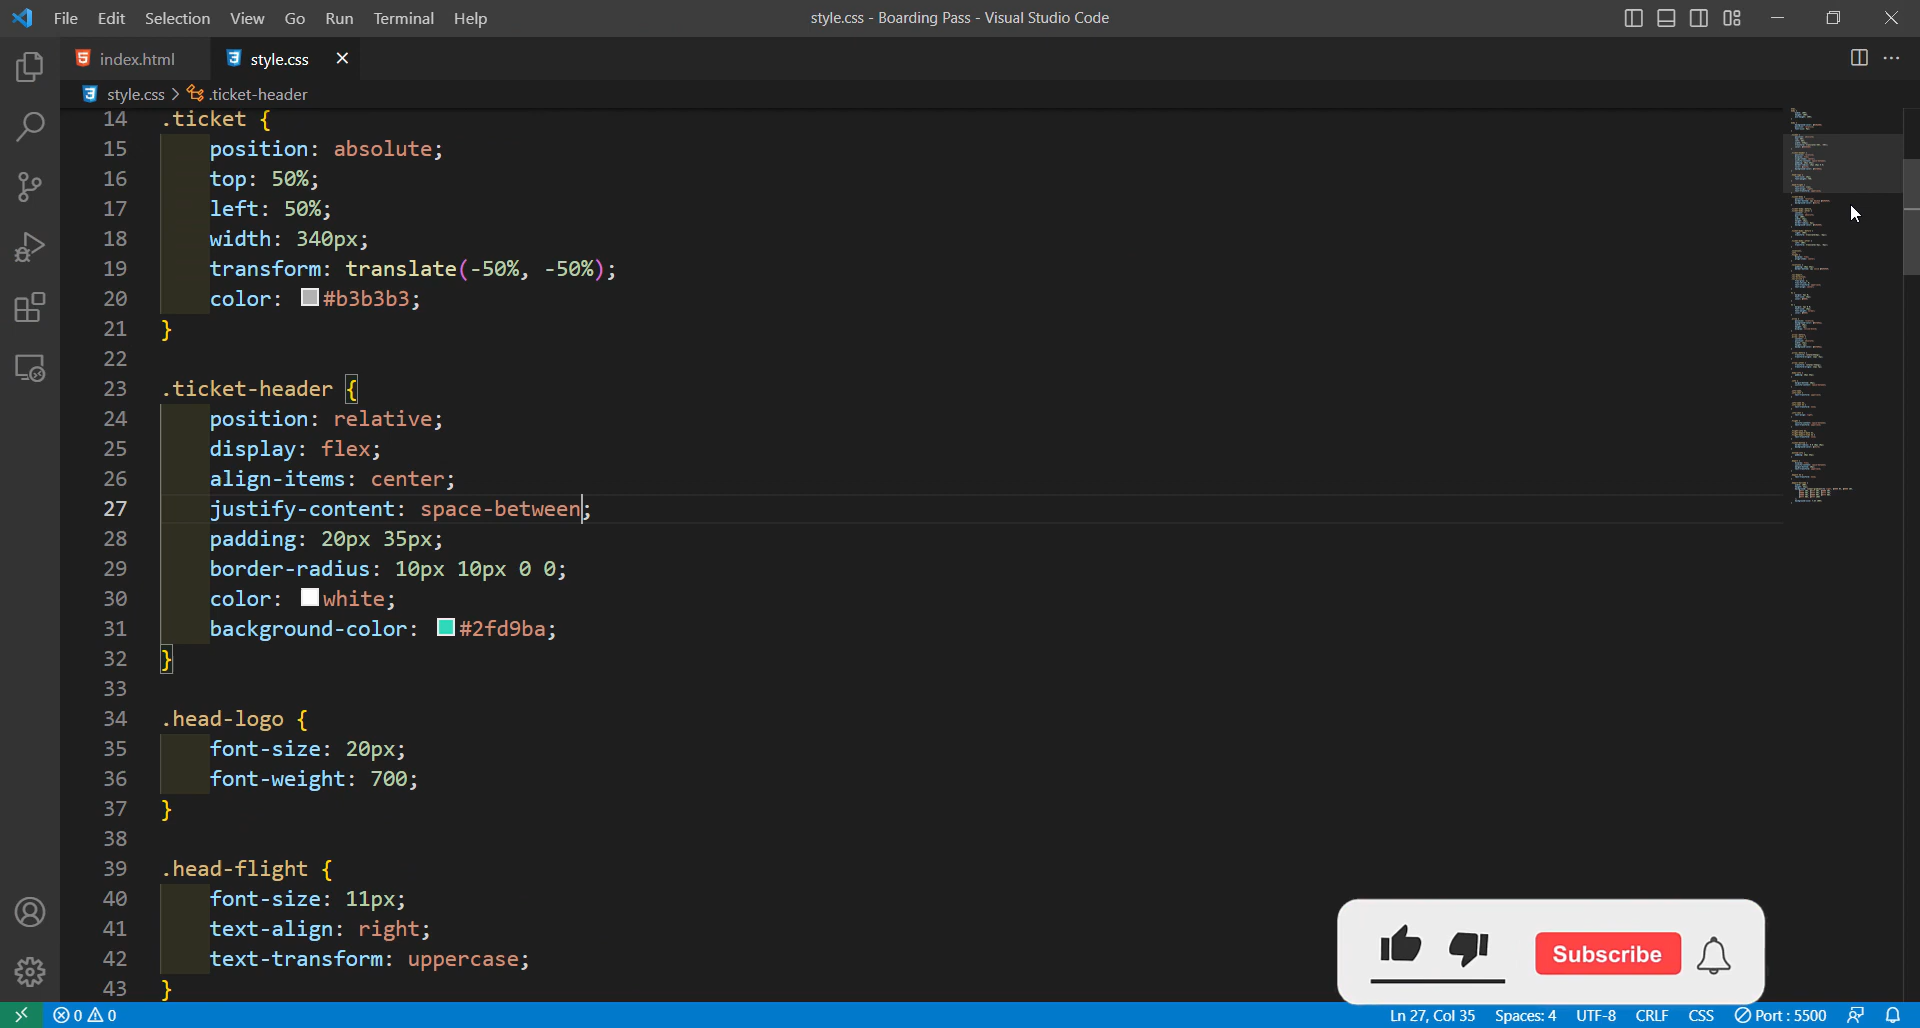 File Edit Selection View Go Run Terminal Help style.css - Boarding Pass - Visual Studio Code
index.html style.css
style.css > .ticket-header
14 .ticket {
15 position: absolute;
16 top: 50%;
17 left: 50%;
18 width: 340px;
19 transform: translate(-50%, -50%);
20 color: #b3b3b3;
21 }
22
23 .ticket-header {
24 position: relative;
25 display: flex;
26 align-items: center;
27 justify-content: space-between;
28 padding: 20px 35px;
29 border-radius: 10px 10px 0 0;
30 color: white;
31 background-color: #2fd9ba;
32 }
33
34 .head-logo {
35 font-size: 20px;
36 font-weight: 700;
37 }
38
39 .head-flight {
40 font-size: 11px;
41 text-align: right;
42 text-transform: uppercase;
43 }
Subscribe
0 0 Ln 27, Col 35 Spaces: 4 UTF-8 CRLF CSS Port : 5500